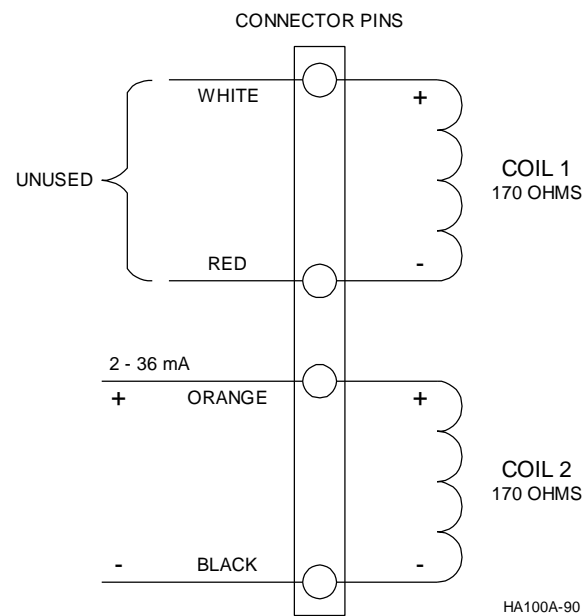 CONNECTOR PINS
WHITE
+
UNUSED
COIL 1
170 OHMS
RED
-
2 - 36 mA
+
ORANGE
+
COIL 2
170 OHMS
-
BLACK
-
HA100A-90